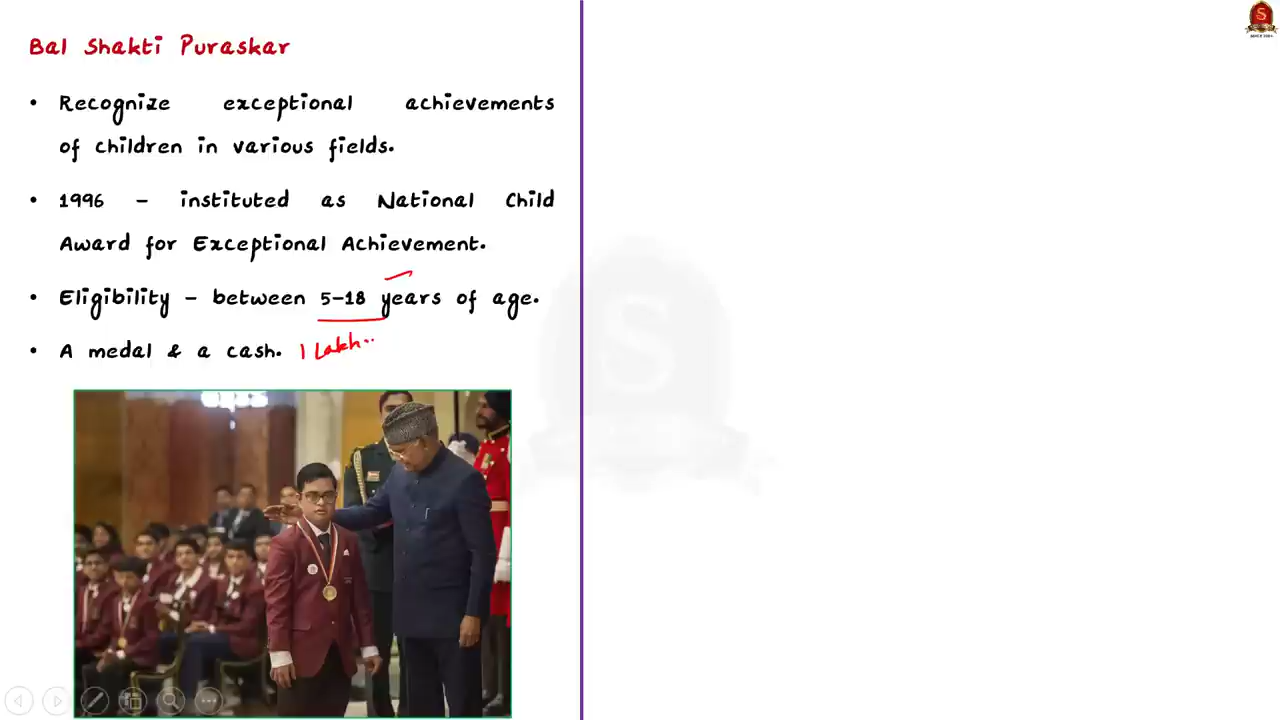 Bal Shakti Puraskar
• Recognize exceptional achievements
of children in various fields.
• 1996 – instituted as National Child
Award for Exceptional Achievement.
• Eligibility – between 5-18 years of age.
• A medal & a cash. 1 Lakh..
S
S